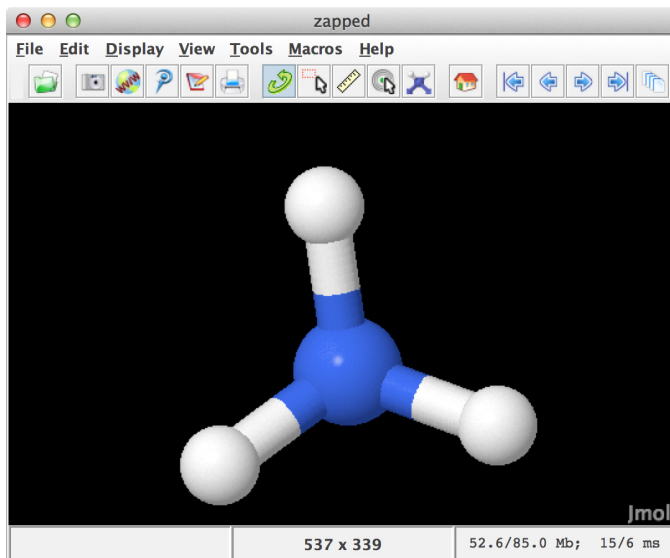 zapped
File Edit Display View Tools Macros Help
Jmol
537 x 339
52.6/85.0 Mb; 15/6 ms